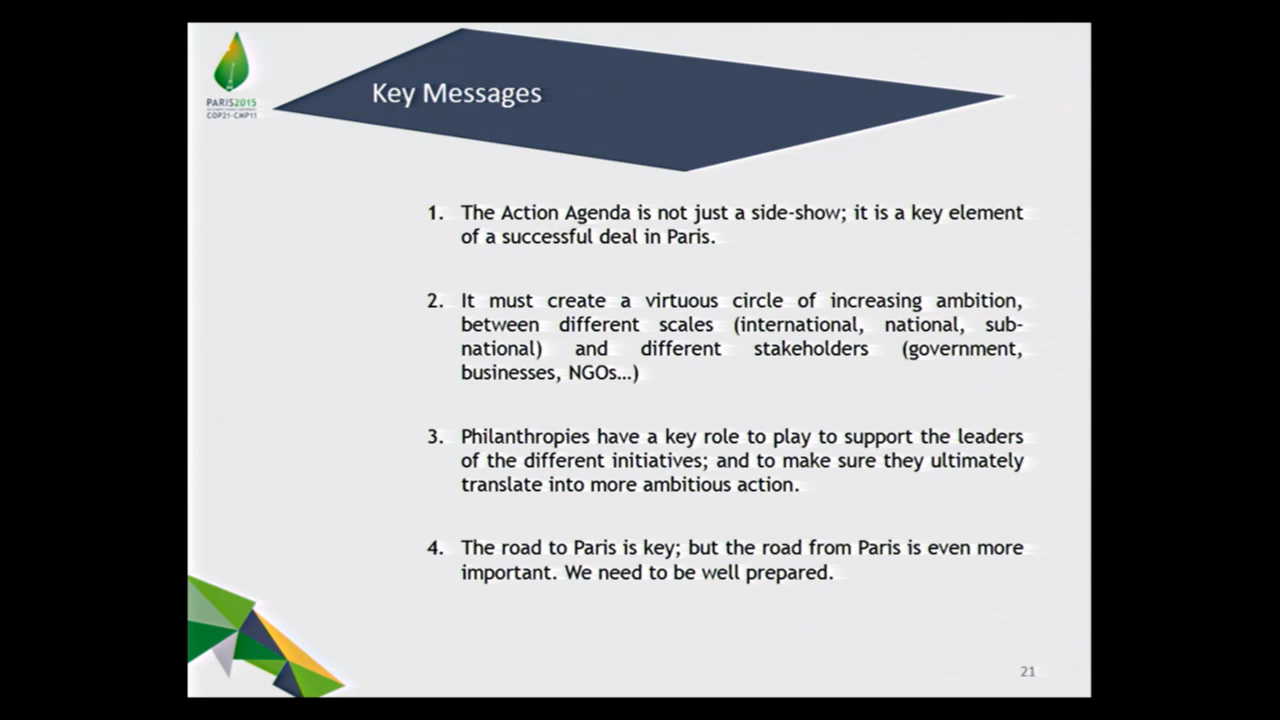 PARIS2015
COP21-CMP11
Key Messages
1. The Action Agenda is not just a side-show; it is a key element
of a successful deal in Paris.
2. It must create a virtuous circle of increasing ambition,
between different scales (international, national, sub-
national) and different stakeholders (government,
businesses, NGOs...)
3. Philanthropies have a key role to play to support the leaders
of the different initiatives; and to make sure they ultimately
translate into more ambitious action.
4. The road to Paris is key; but the road from Paris is even more
important. We need to be well prepared.
21